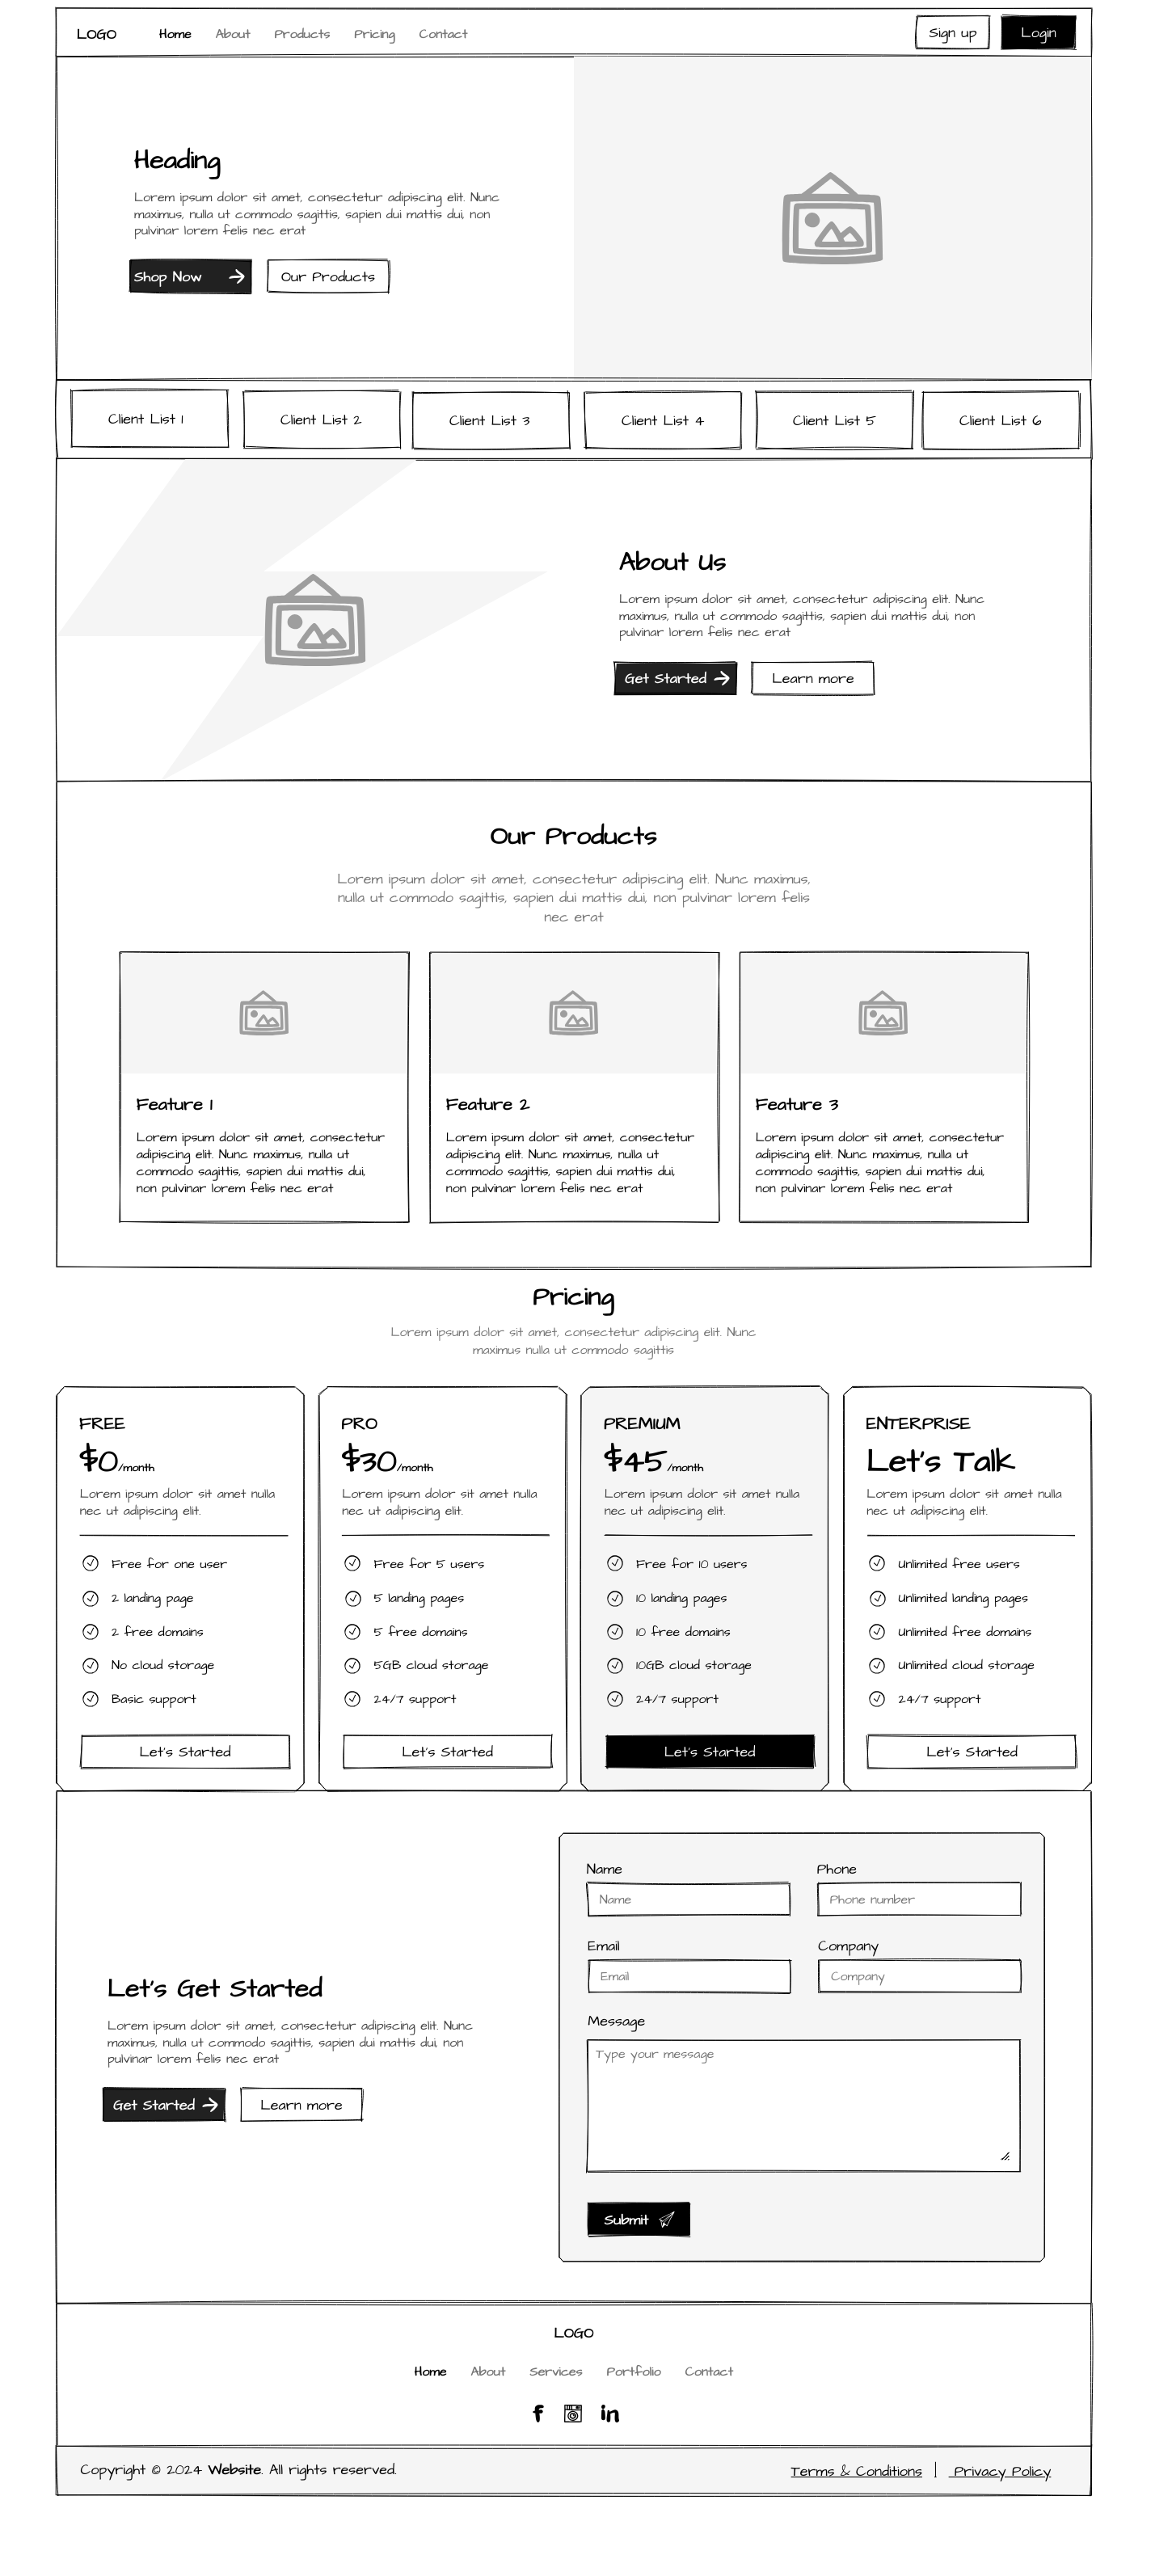 LOGO Home About Products Pricing Contact Sign up Login
Heading
Lorem ipsum dolor sit amet, consectetur adipiscing elit. Nunc
maximus, nulla ut commodo sagittis, sapien dui mattis dui, non
pulvinar lorem felis nec erat
Shop Now Our Products
Client List 1 Client List 2 Client List 3 Client List 4 Client List 5 Client List 6
About Us
Lorem ipsum dolor sit amet, consectetur adipiscing elit. Nunc
maximus, nulla ut commodo sagittis, sapien dui mattis dui, non
pulvinar lorem felis nec erat
Get Started Learn more
Our Products
Lorem ipsum dolor sit amet, consectetur adipiscing elit. Nunc maximus,
nulla ut commodo sagittis, sapien dui mattis dui, non pulvinar lorem felis
nec erat
Feature 1
Lorem ipsum dolor sit amet, consectetur
adipiscing elit. Nunc maximus, nulla ut
commodo sagittis, sapien dui mattis dui,
non pulvinar lorem felis nec erat
Feature 2
Lorem ipsum dolor sit amet, consectetur
adipiscing elit. Nunc maximus, nulla ut
commodo sagittis, sapien dui mattis dui,
non pulvinar lorem felis nec erat
Feature 3
Lorem ipsum dolor sit amet, consectetur
adipiscing elit. Nunc maximus, nulla ut
commodo sagittis, sapien dui mattis dui,
non pulvinar lorem felis nec erat
Pricing
Lorem ipsum dolor sit amet, consectetur adipiscing elit. Nunc
maximus nulla ut commodo sagittis
FREE
$0/month
Lorem ipsum dolor sit amet nulla
nec ut adipiscing elit.
Free for one user
2 landing page
2 free domains
No cloud storage
Basic support
Let's Started
PRO
$30/month
Lorem ipsum dolor sit amet nulla
nec ut adipiscing elit.
Free for 5 users
5 landing pages
5 free domains
5GB cloud storage
24/7 support
Let's Started
PREMIUM
$45 /month
Lorem ipsum dolor sit amet nulla
nec ut adipiscing elit.
Free for 10 users
10 landing pages
10 free domains
10GB cloud storage
24/7 support
Let's Started
ENTERPRISE
Let's Talk
Lorem ipsum dolor sit amet nulla
nec ut adipiscing elit.
Unlimited free users
Unlimited landing pages
Unlimited free domains
Unlimited cloud storage
24/7 support
Let's Started
Let's Get Started
Lorem ipsum dolor sit amet, consectetur adipiscing elit. Nunc
maximus, nulla ut commodo sagittis, sapien dui mattis dui, non
pulvinar lorem felis nec erat
Get Started Learn more
Name Phone
Name Phone number
Email Company
Email Company
Message
Type your message
Submit
LOGO
Home About Services Portfolio Contact
f in
Copyright © 2024 Website. All rights reserved. Terms & Conditions | Privacy Policy